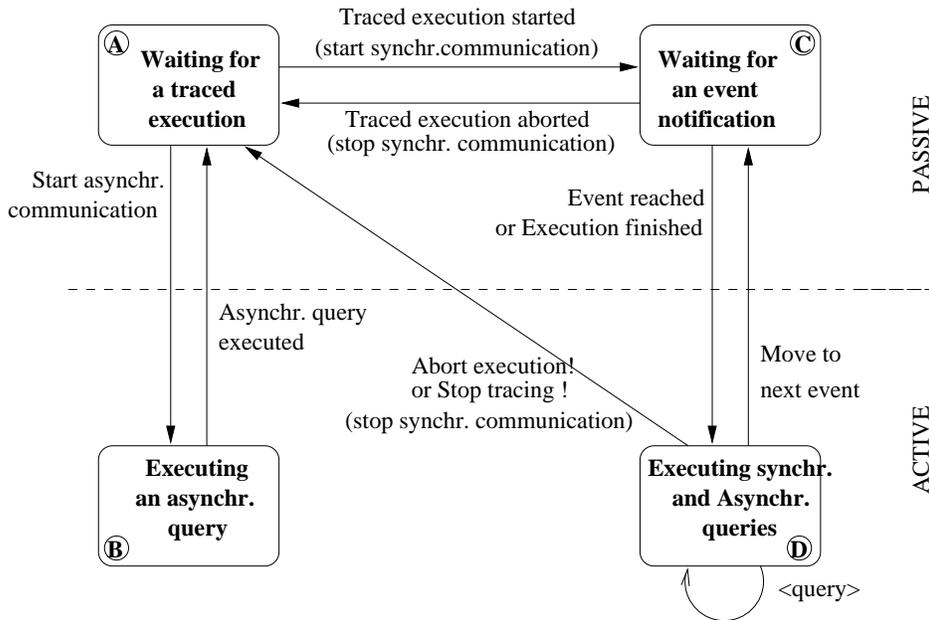 A
Waiting for
a traced
execution
Traced execution started
(start synchr.communication)
Traced execution aborted
(stop synchr. communication)
C
Waiting for
an event
notification
PASSIVE
Start asynchr.
communication
Event reached
or Execution finished
Asynchr. query
executed
Abort execution!
or Stop tracing !
(stop synchr. communication)
Move to
next event
ACTIVE
Executing
an asynchr.
query
B
Executing synchr.
and Asynchr.
queries
D
<query>